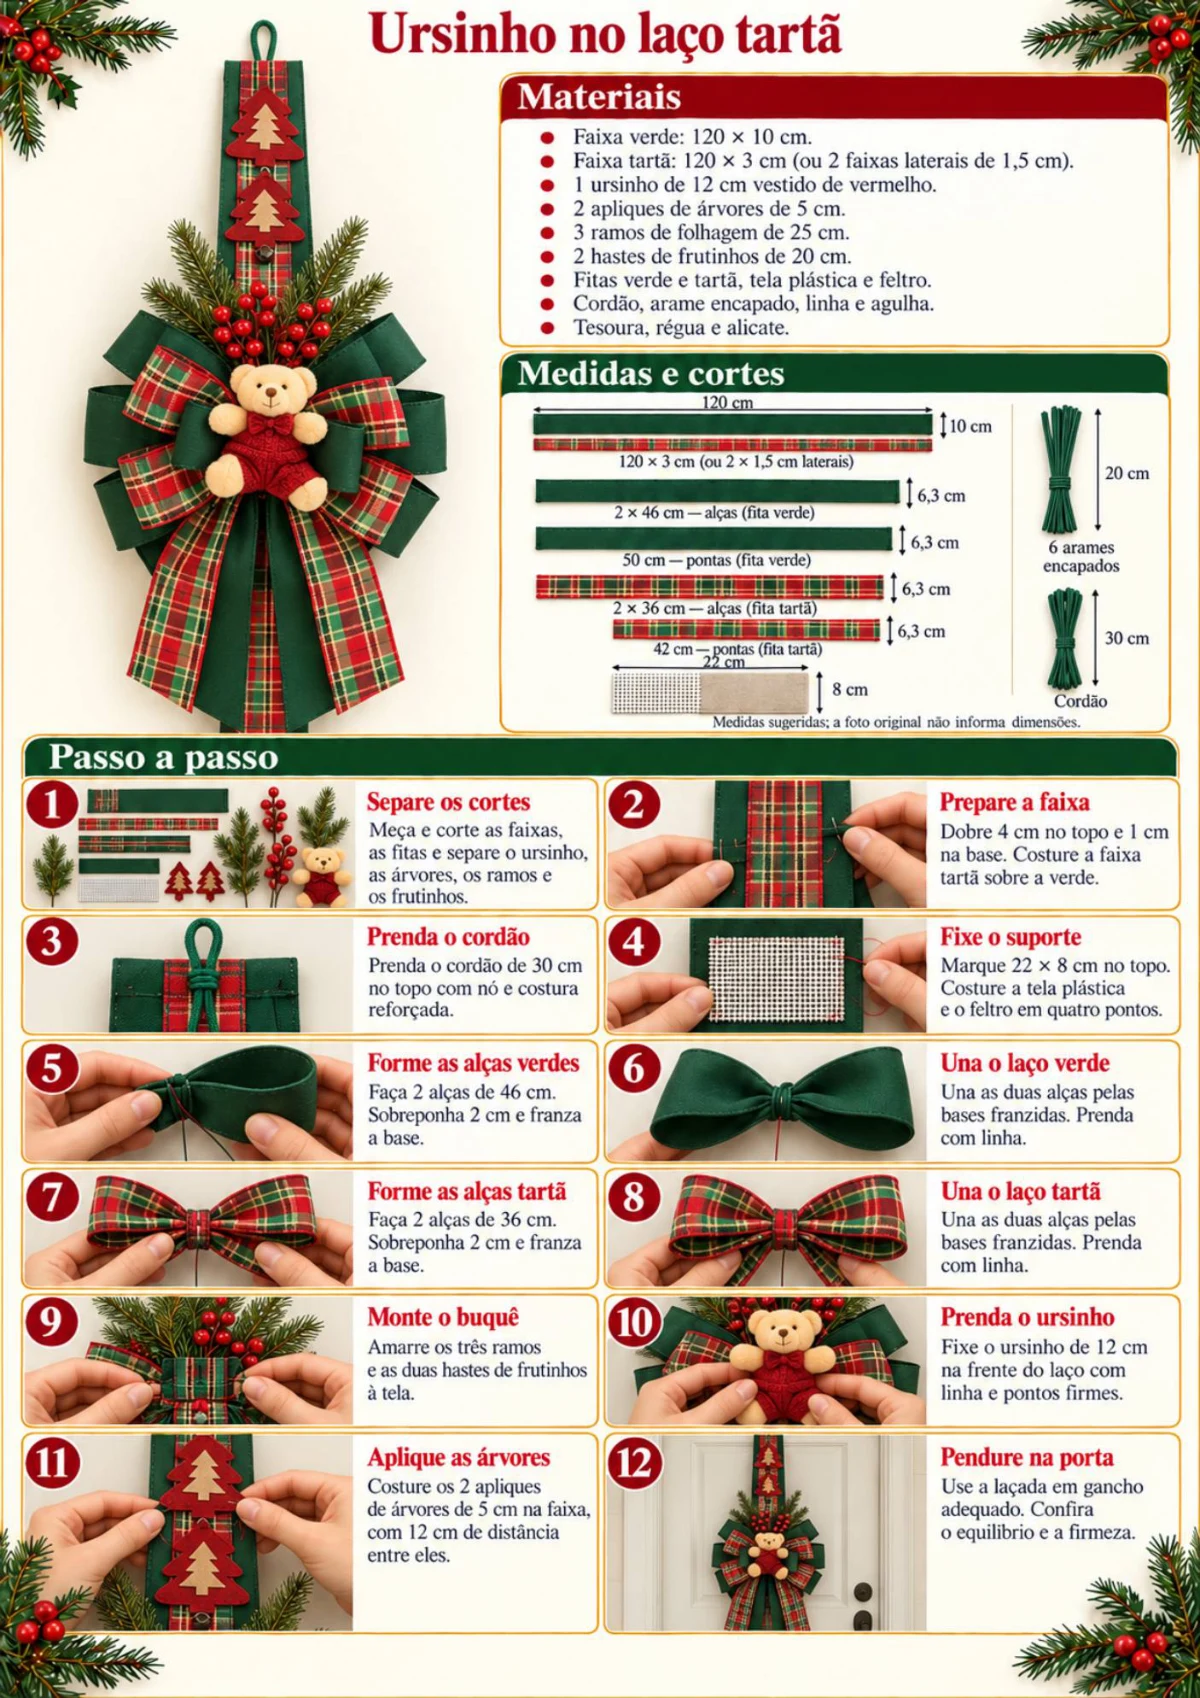 Ursinho no laço tartã
Materiais
Faixa verde: 120 × 10 cm.
Faixa tartã: 120 × 3 cm (ou 2 faixas laterais de 1,5 cm).
1 ursinho de 12 cm vestido de vermelho.
2 apliques de árvores de 5 cm.
3 ramos de folhagem de 25 cm.
2 hastes de frutinhos de 20 cm.
Fitas verde e tartã, tela plástica e feltro.
Cordão, arame encapado, linha e agulha.
Tesoura, régua e alicate.
Medidas e cortes
120 cm
10 cm
120 × 3 cm (ou 2 × 1,5 cm laterais)
6,3 cm
2 × 46 cm — alças (fita verde)
6,3 cm
50 cm — pontas (fita verde)
6,3 cm
2 × 36 cm — alças (fita tartã)
6,3 cm
42 cm — pontas (fita tartã)
22 cm
8 cm
20 cm
6 arames
encapados
30 cm
Cordão
Medidas sugeridas; a foto original não informa dimensões.
Passo a passo
1
Separe os cortes
Meça e corte as faixas,
as fitas e separe o ursinho,
as árvores, os ramos e
os frutinhos.
2
Prepare a faixa
Dobre 4 cm no topo e 1 cm
na base. Costure a faixa
tartã sobre a verde.
3
Prenda o cordão
Prenda o cordão de 30 cm
no topo com nó e costura
reforçada.
4
Fixe o suporte
Marque 22 × 8 cm no topo.
Costure a tela plástica
e o feltro em quatro pontos.
5
Forme as alças verdes
Faça 2 alças de 46 cm.
Sobreponha 2 cm e franza
a base.
6
Una o laço verde
Una as duas alças pelas
bases franzidas. Prenda
com linha.
7
Forme as alças tartã
Faça 2 alças de 36 cm.
Sobreponha 2 cm e franza
a base.
8
Una o laço tartã
Una as duas alças pelas
bases franzidas. Prenda
com linha.
9
Monte o buquê
Amarre os três ramos
e as duas hastes de frutinhos
à tela.
10
Prenda o ursinho
Fixe o ursinho de 12 cm
na frente do laço com
linha e pontos firmes.
11
Aplique as árvores
Costure os 2 apliques
de árvores de 5 cm na faixa,
com 12 cm de distância
entre eles.
12
Pendure na porta
Use a laçada em gancho
adequado. Confira
o equilíbrio e a firmeza.